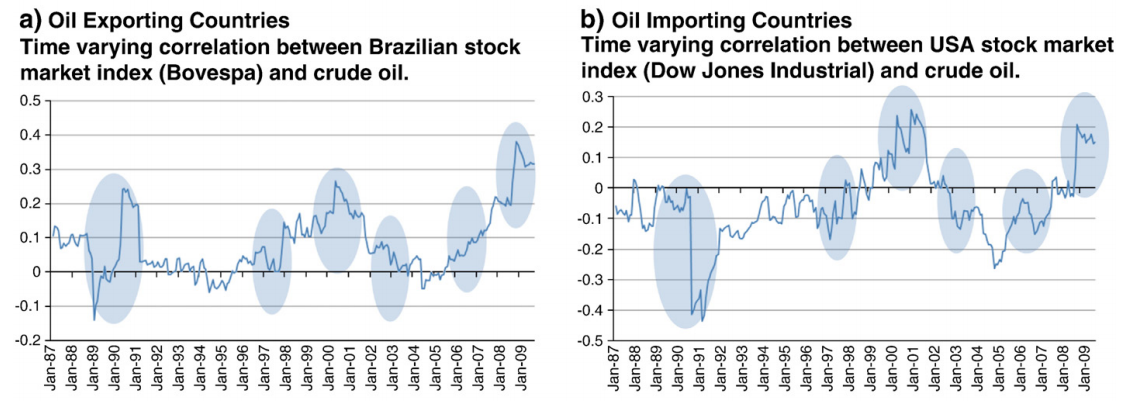 a) Oil Exporting Countries
Time varying correlation between Brazilian stock
market index (Bovespa) and crude oil.
0.5
0.4
0.3
0.2
0.1
0
-0.1
-0.2
Jan-87
Jan-88
Jan-89
Jan-90
Jan-91
Jan-92
Jan-93
Jan-94
Jan-95
Jan-96
Jan-97
Jan-98
Jan-99
Jan-00
Jan-01
Jan-02
Jan-03
Jan-04
Jan-05
Jan-06
Jan-07
Jan-08
Jan-09
b) Oil Importing Countries
Time varying correlation between USA stock market
index (Dow Jones Industrial) and crude oil.
0.3
0.2
0.1
0
-0.1
-0.2
-0.3
-0.4
-0.5
Jan-87
Jan-88
Jan-89
Jan-90
Jan-91
Jan-92
Jan-93
Jan-94
Jan-95
Jan-96
Jan-97
Jan-98
Jan-99
Jan-00
Jan-01
Jan-02
Jan-03
Jan-04
Jan-05
Jan-06
Jan-07
Jan-08
Jan-09